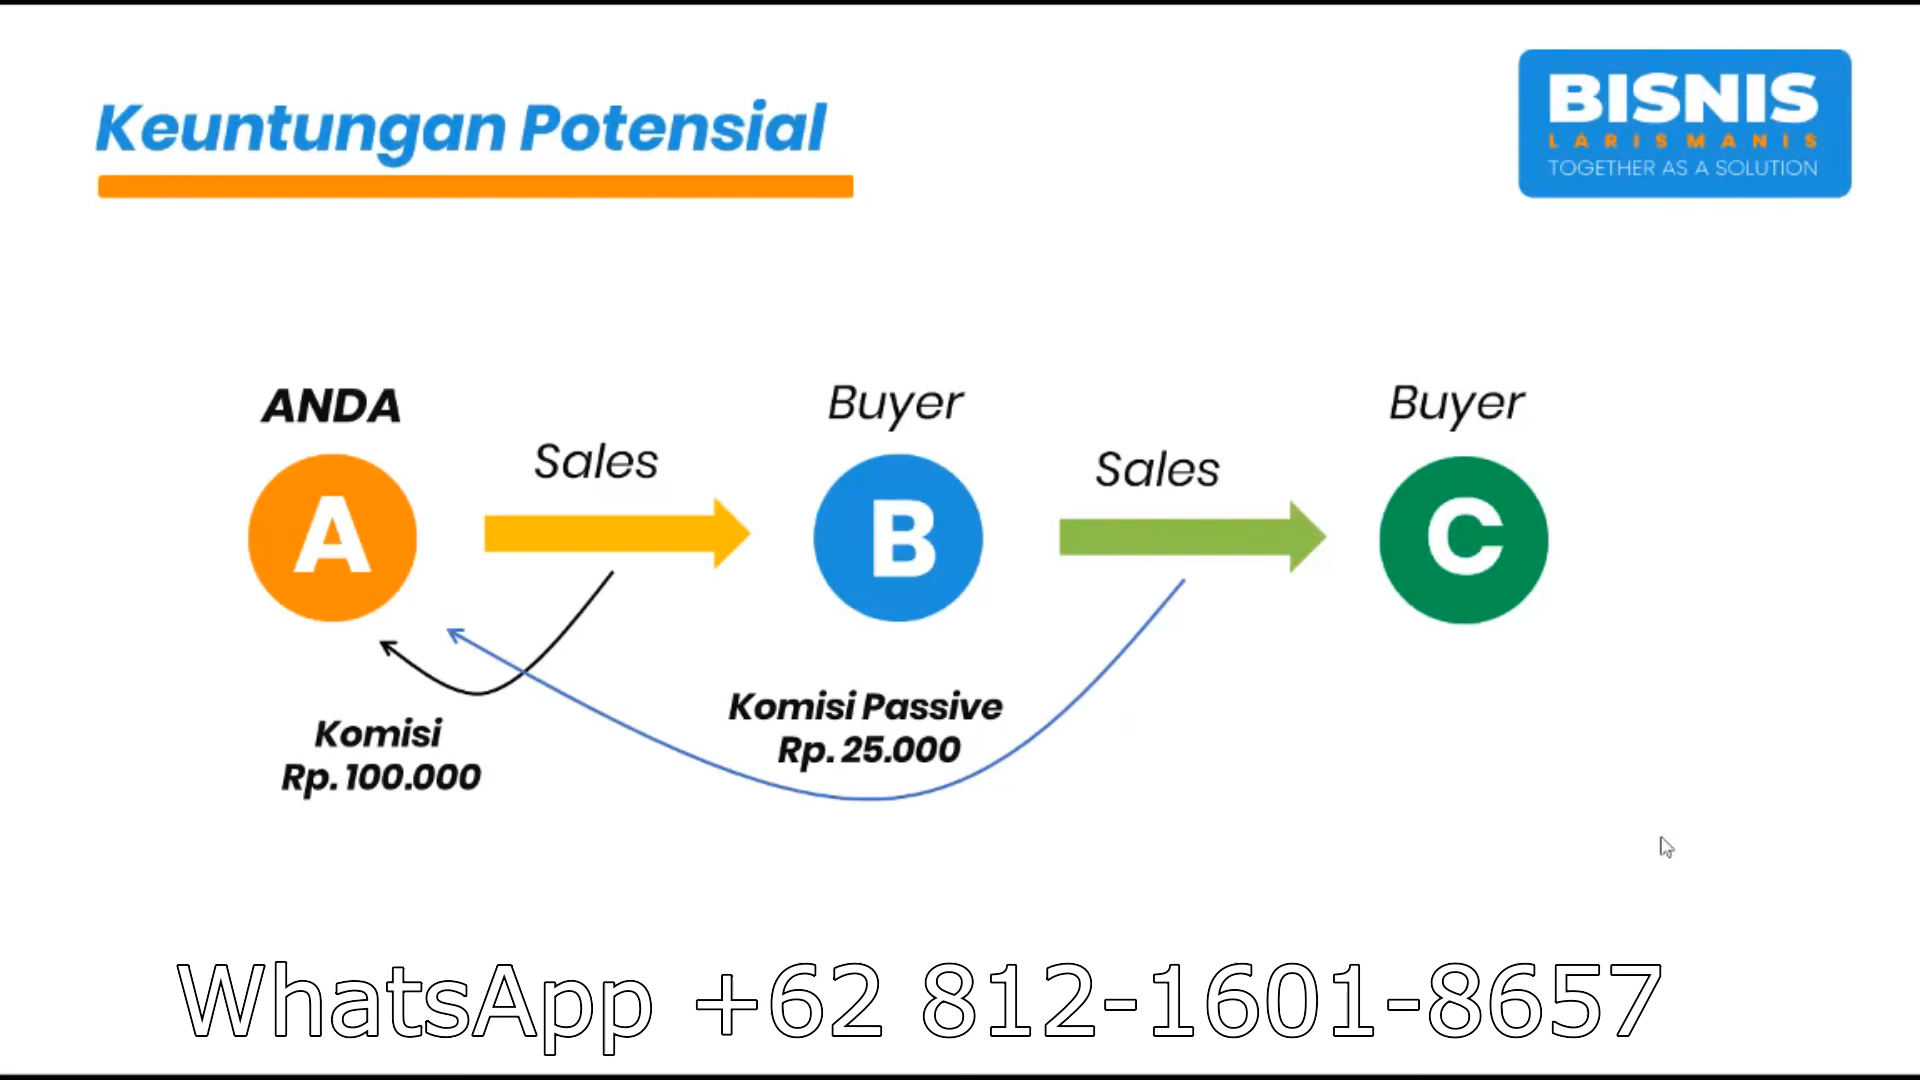 Keuntungan Potensial
BISNIS
LARISMANIS
TOGETHER AS A SOLUTION
ANDA
Buyer
Buyer
Sales
Sales
A
B
C
Komisi
Rp. 100.000
Komisi Passive
Rp. 25.000
WhatsApp +62 812-1601-8657